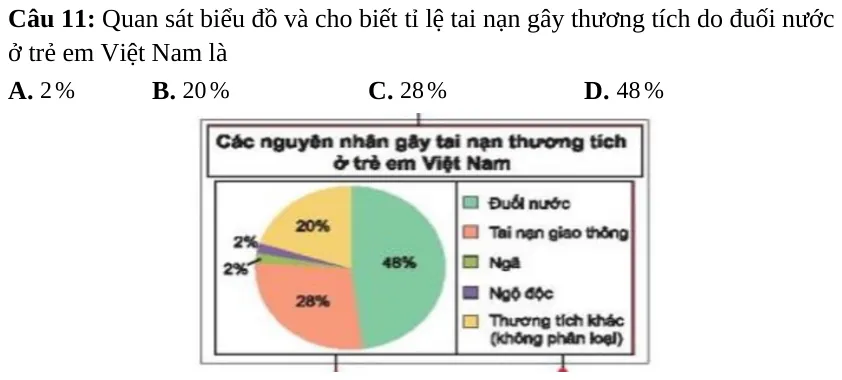 Câu 11: Quan sát biểu đồ và cho biết tỉ lệ tai nạn gây thương tích do đuối nước
ở trẻ em Việt Nam là
A. 2% B. 20% C. 28% D. 48%
Các nguyên nhân gây tai nạn thương tích
ở trẻ em Việt Nam
20%
2%
2%
48%
28%
Đuối nước
Tai nạn giao thông
Ngã
Ngộ độc
Thương tích khác
(không phân loại)